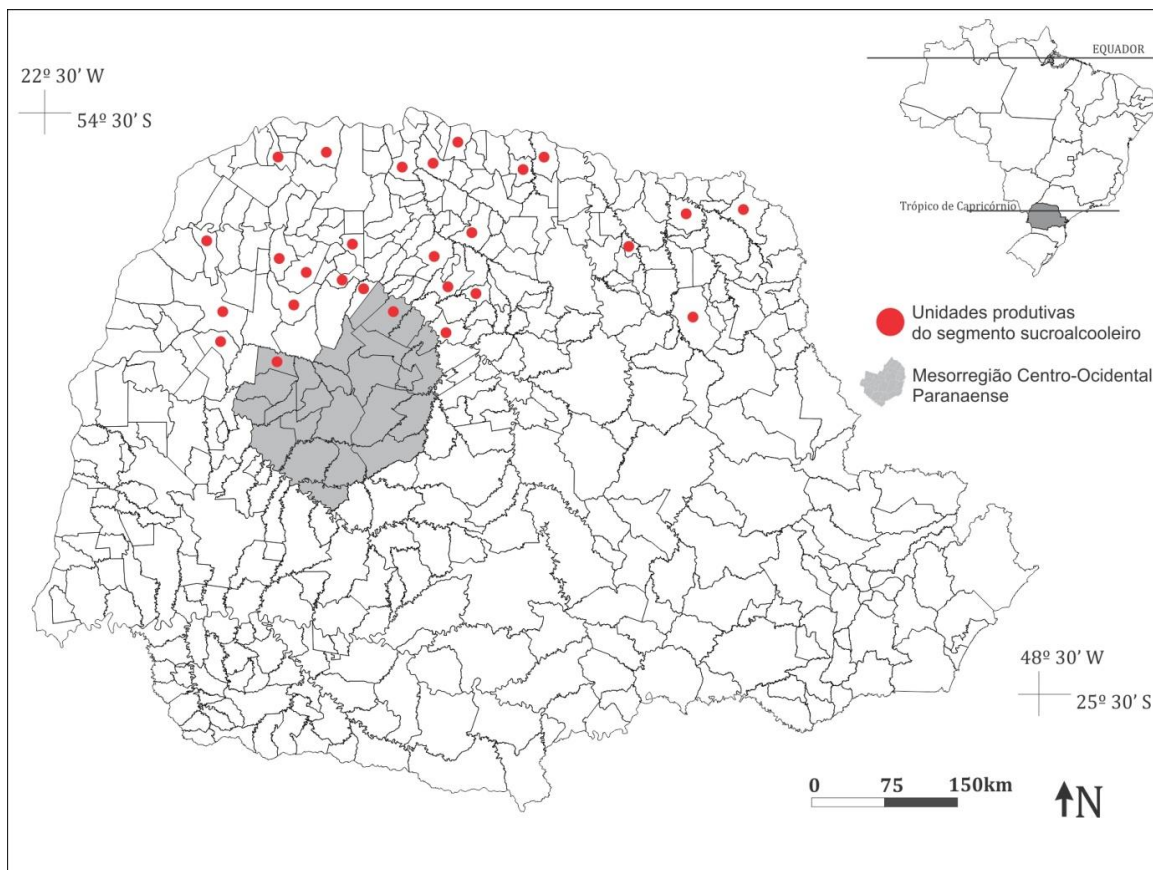 22º 30' W
54º 30' S
EQUADOR
Trópico de Capricórnio
Unidades produtivas
do segmento sucroalcooleiro
Mesorregião Centro-Ocidental
Paranaense
48º 30' W
25º 30' S
0 75 150km
N